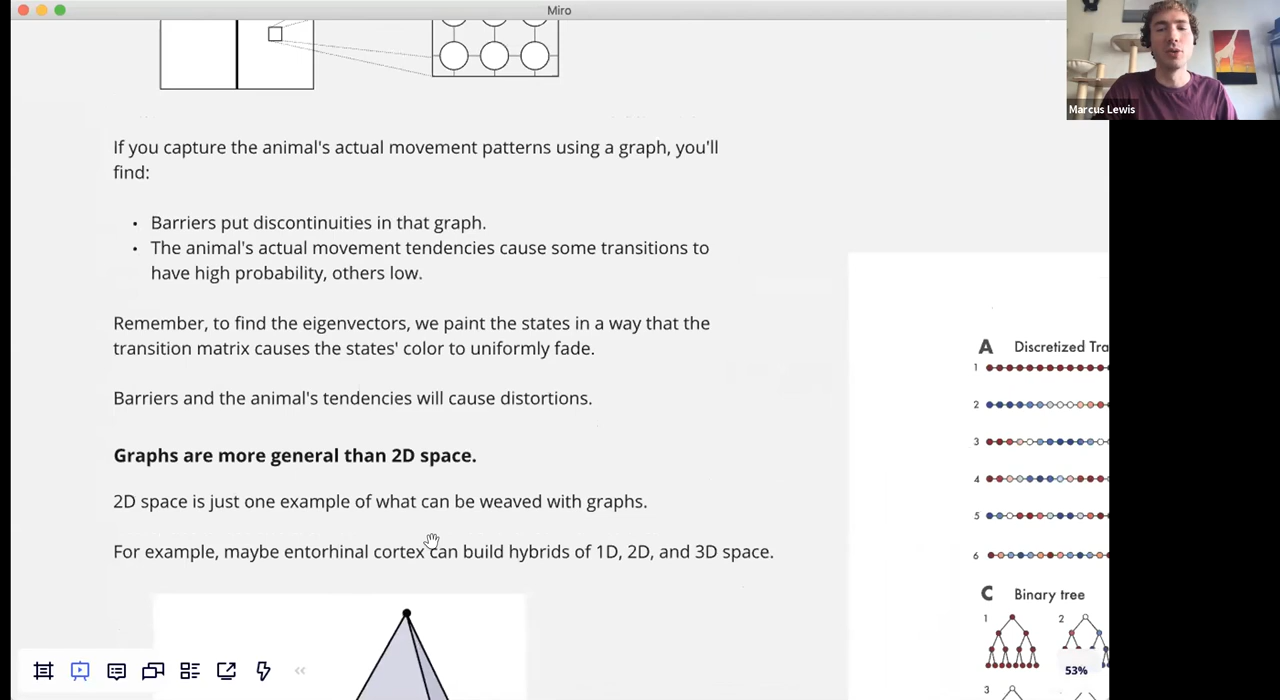 Miro
Marcus Lewis
If you capture the animal's actual movement patterns using a graph, you'll
find:
• Barriers put discontinuities in that graph.
• The animal's actual movement tendencies cause some transitions to
have high probability, others low.
Remember, to find the eigenvectors, we paint the states in a way that the
transition matrix causes the states' color to uniformly fade.
Barriers and the animal's tendencies will cause distortions.
Graphs are more general than 2D space.
2D space is just one example of what can be weaved with graphs.
For example, maybe entorhinal cortex can build hybrids of 1D, 2D, and 3D space.
A Discretized Tra
1
2
3
4
5
6
C Binary tree
1 2
3
53%